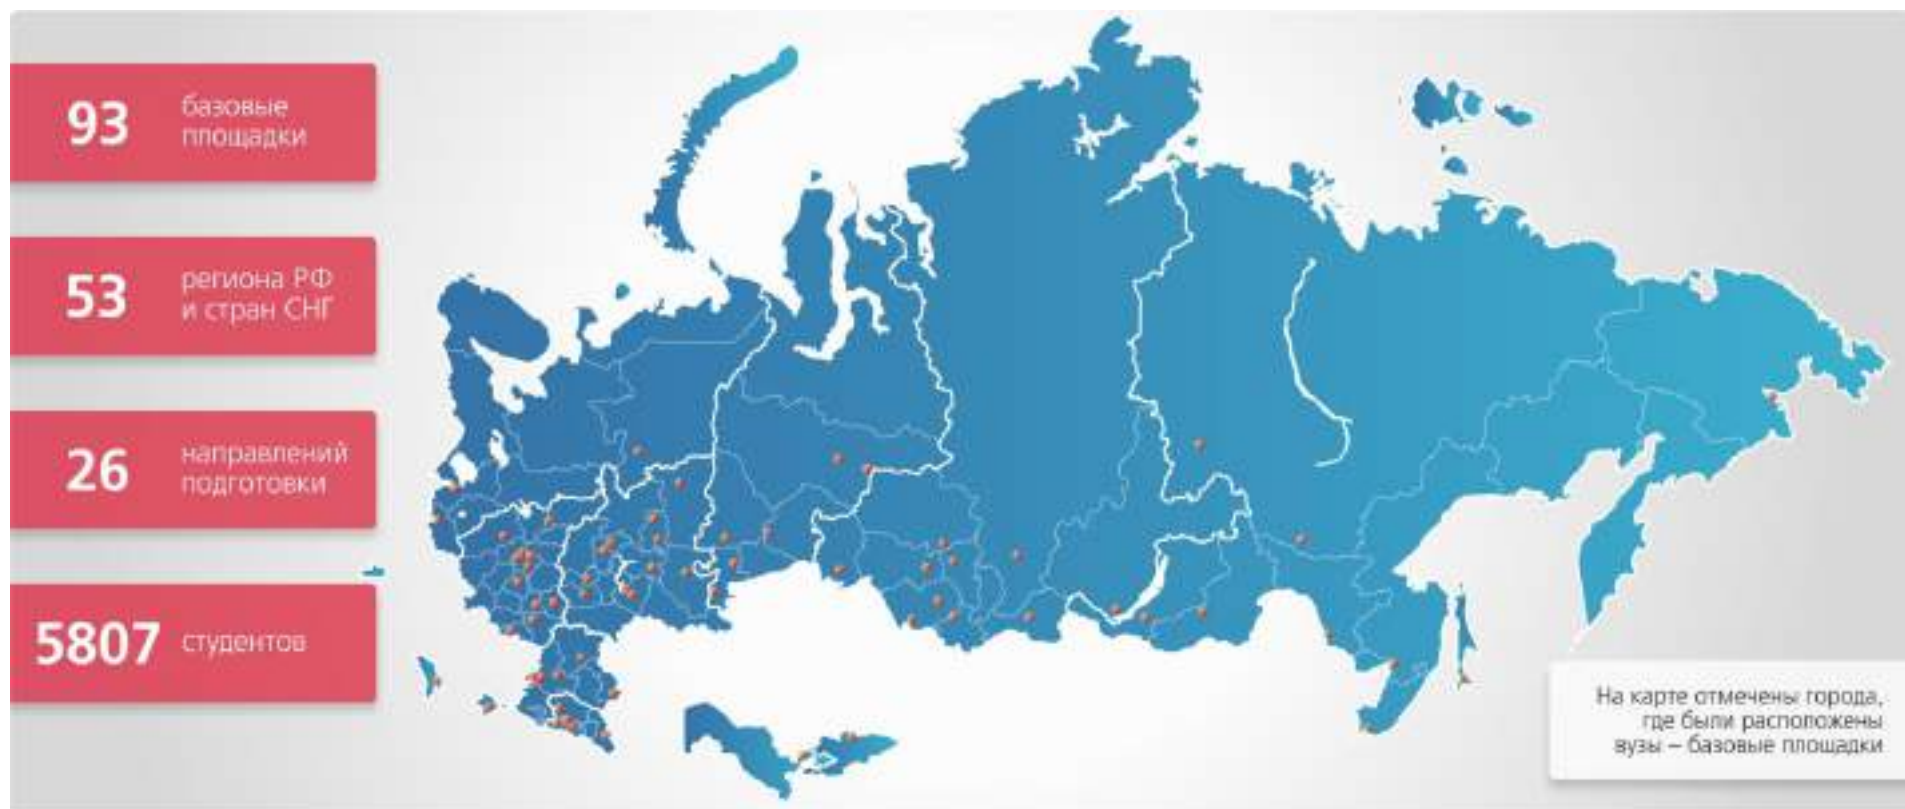 93
базовые
площадки
53
региона РФ
и стран СНГ
26
направлений
подготовки
5807
студентов
На карте отмечены города,
где были расположены
вузы – базовые площадки